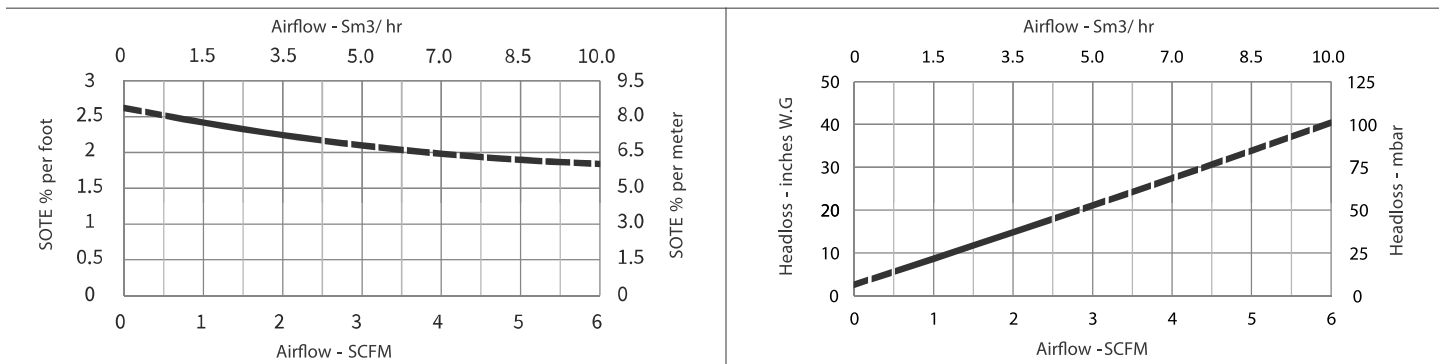 Airflow - Sm3/ hr
0 1.5 3.5 5.0 7.0 8.5 10.0
SOTE % per foot
3
2.5
2
1.5
1
0.5
0
9.5
8.0
6.5
5.0
3.0
1.5
0
SOTE % per meter
0 1 2 3 4 5 6
Airflow - SCFM
Airflow - Sm3/ hr
0 1.5 3.5 5.0 7.0 8.5 10.0
Headloss - inches W.G
50
40
30
20
10
0
125
100
75
50
25
0
Headloss - mbar
0 1 2 3 4 5 6
Airflow -SCFM